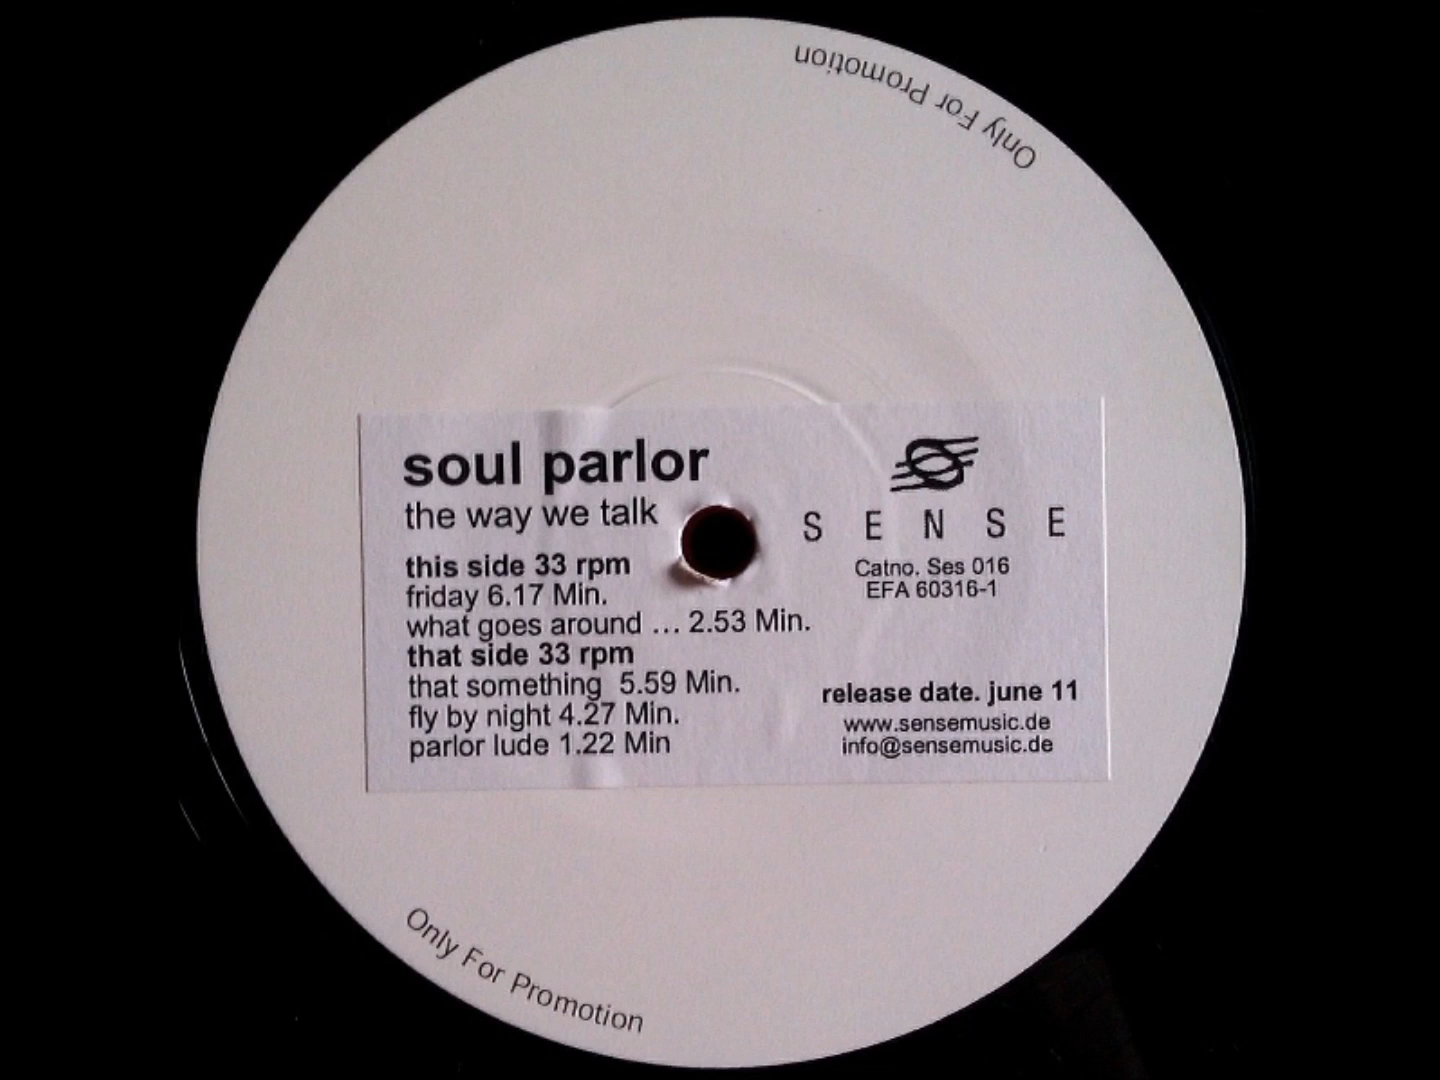 Only For Promotion
soul parlor
the way we talk
this side 33 rpm
friday 6.17 Min.
what goes around ... 2.53 Min.
that side 33 rpm
that something 5.59 Min.
fly by night 4.27 Min.
parlor lude 1.22 Min
SENSE
Catno. Ses 016
EFA 60316-1
release date. june 11
www.sensemusic.de
info@sensemusic.de
Only For Promotion